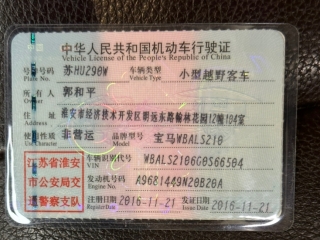 中华人民共和国机动车行驶证
Vehicle License of the People's Republic of China
号牌号码 苏HU290W 车辆类型 小型越野客车
Plate No. Vehicle Type
所有人 郭和平
Owner
住址 淮安市经济技术开发区明远东路翰林花园12幢104室
Address
使用性质 非营运 品牌型号 宝马WBALS210
Use Character Model
江苏省淮安
市公安局交
通警察支队
车辆识别代号 WBALS2106G0566504
VIN
发动机号码 A9681449N20B20A
Engine No.
注册日期 2016-11-21 发证日期 2016-11-21
Register Date Issue Date